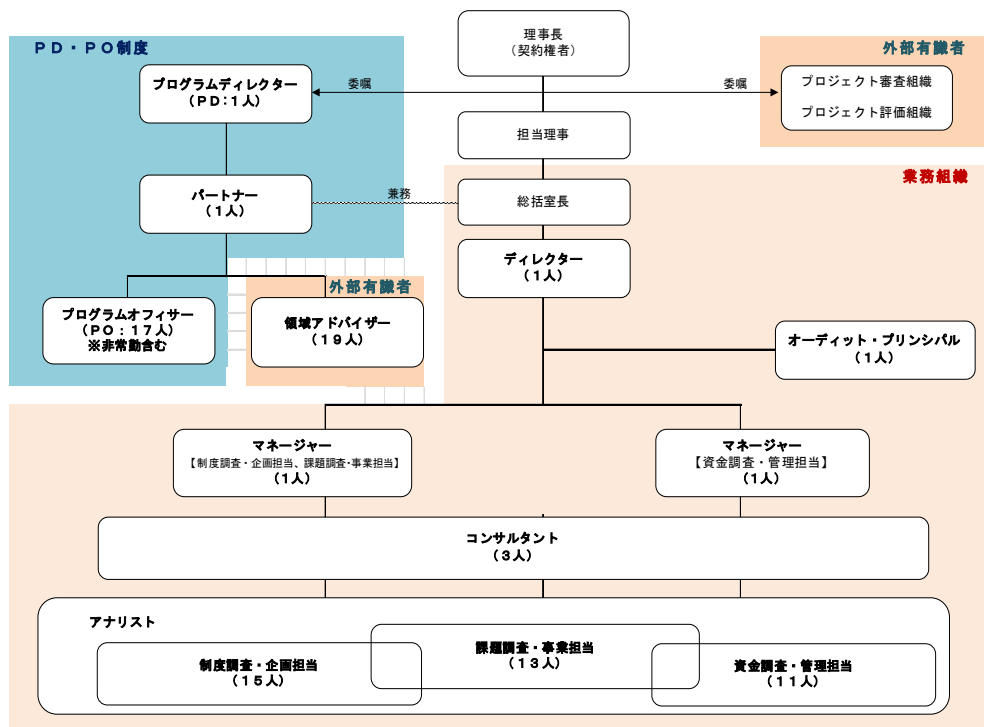 理事長
（契約権者）
ＰＤ・ＰＯ制度
外部有識者
プログラムディレクター
（ＰＤ：１人）
委嘱
委嘱
プロジェクト審査組織
プロジェクト評価組織
担当理事
業務組織
パートナー
（１人）
兼務
総括室長
ディレクター
（１人）
外部有識者
プログラムオフィサー
（ＰＯ：１７人）
※非常勤含む
領域アドバイザー
（１９人）
オーディット・プリンシパル
（１人）
マネージャー
【制度調査・企画担当、課題調査・事業担当】
（１人）
マネージャー
【資金調査・管理担当】
（１人）
コンサルタント
（３人）
アナリスト
制度調査・企画担当
（１５人）
課題調査・事業担当
（１３人）
資金調査・管理担当
（１１人）